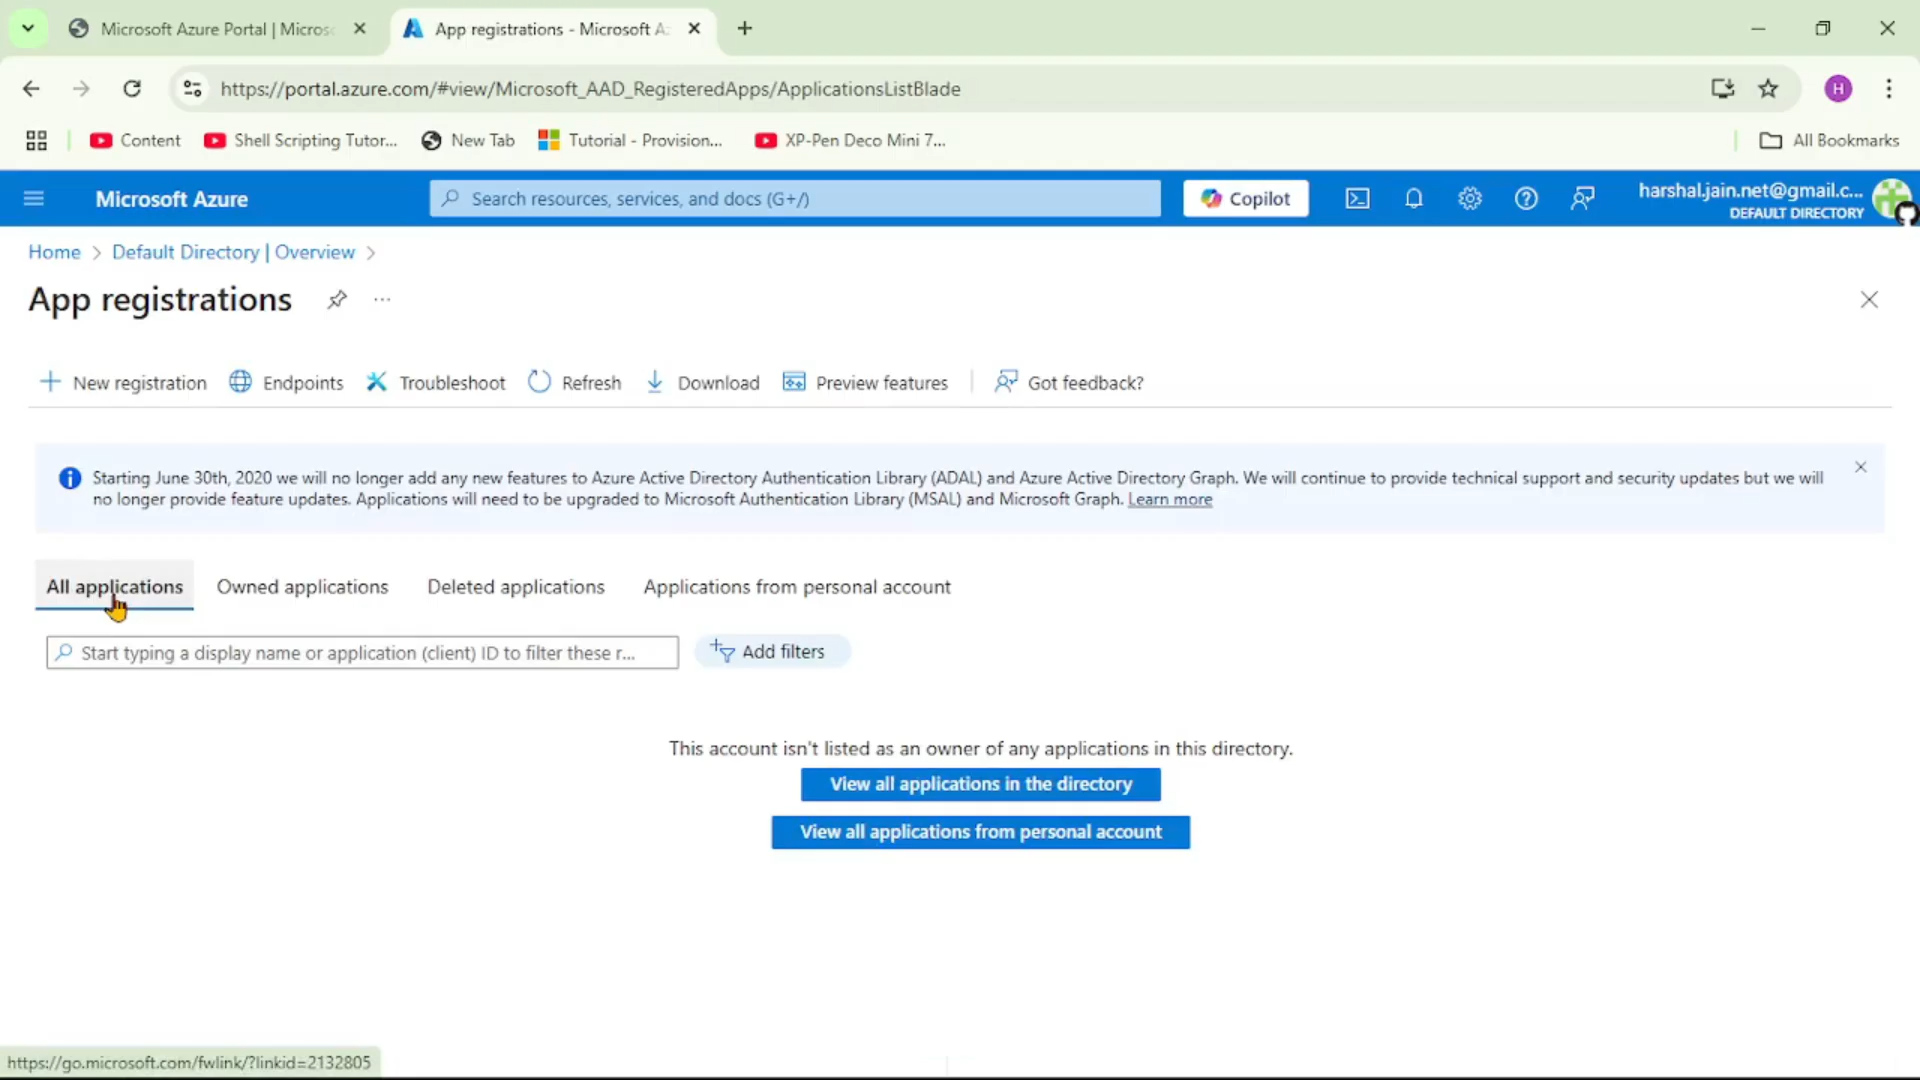 Microsoft Azure Portal | Micros
App registrations - Microsoft A
https://portal.azure.com/#view/Microsoft_AAD_RegisteredApps/ApplicationsListBlade
H
Content
Shell Scripting Tutor...
New Tab
Tutorial - Provision...
XP-Pen Deco Mini 7...
All Bookmarks
Microsoft Azure
Search resources, services, and docs (G+/)
Copilot
harshal.jain.net@gmail.c...
DEFAULT DIRECTORY
Home > Default Directory | Overview >
App registrations
New registration
Endpoints
Troubleshoot
Refresh
Download
Preview features
Got feedback?
Starting June 30th, 2020 we will no longer add any new features to Azure Active Directory Authentication Library (ADAL) and Azure Active Directory Graph. We will continue to provide technical support and security updates but we will
no longer provide feature updates. Applications will need to be upgraded to Microsoft Authentication Library (MSAL) and Microsoft Graph. Learn more
All applications
Owned applications
Deleted applications
Applications from personal account
Start typing a display name or application (client) ID to filter these r...
Add filters
This account isn't listed as an owner of any applications in this directory.
View all applications in the directory
View all applications from personal account
https://go.microsoft.com/fwlink/?linkid=2132805